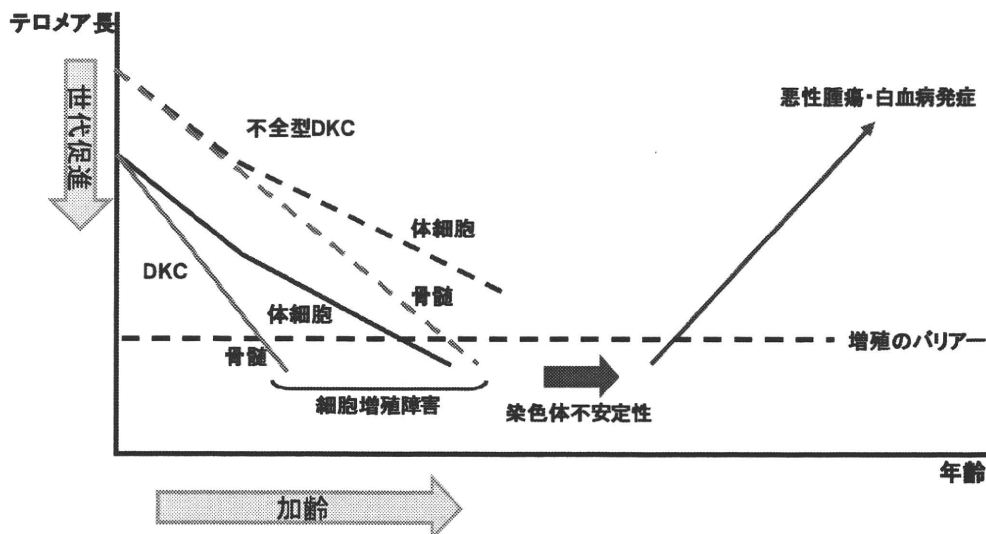 テロメア長
世代促進
悪性腫瘍・白血病発症
不全型DKC
体細胞
DKC
骨髄
体細胞
増殖のバリアー
骨髄
細胞増殖障害
染色体不安定性
年齢
加齢